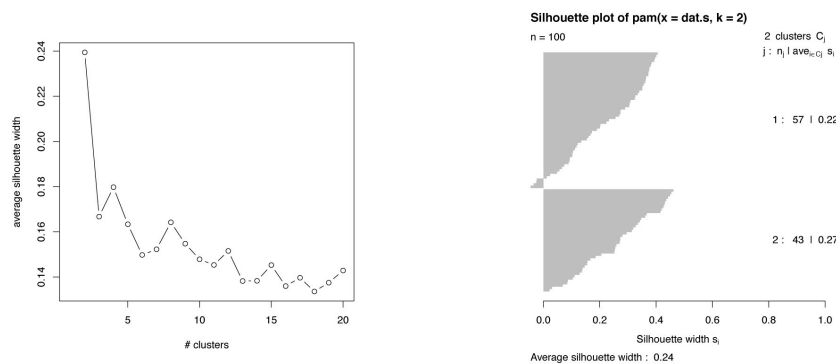 0.14 0.16 0.18 0.20 0.22 0.24
average silhouette width
5 10 15 20
# clusters
Silhouette plot of pam(x = dat.s, k = 2)
n = 100
2 clusters Cj
j : nj | avei∈Cj si
1 : 57 | 0.22
2 : 43 | 0.27
0.0 0.2 0.4 0.6 0.8 1.0
Silhouette width si
Average silhouette width : 0.24